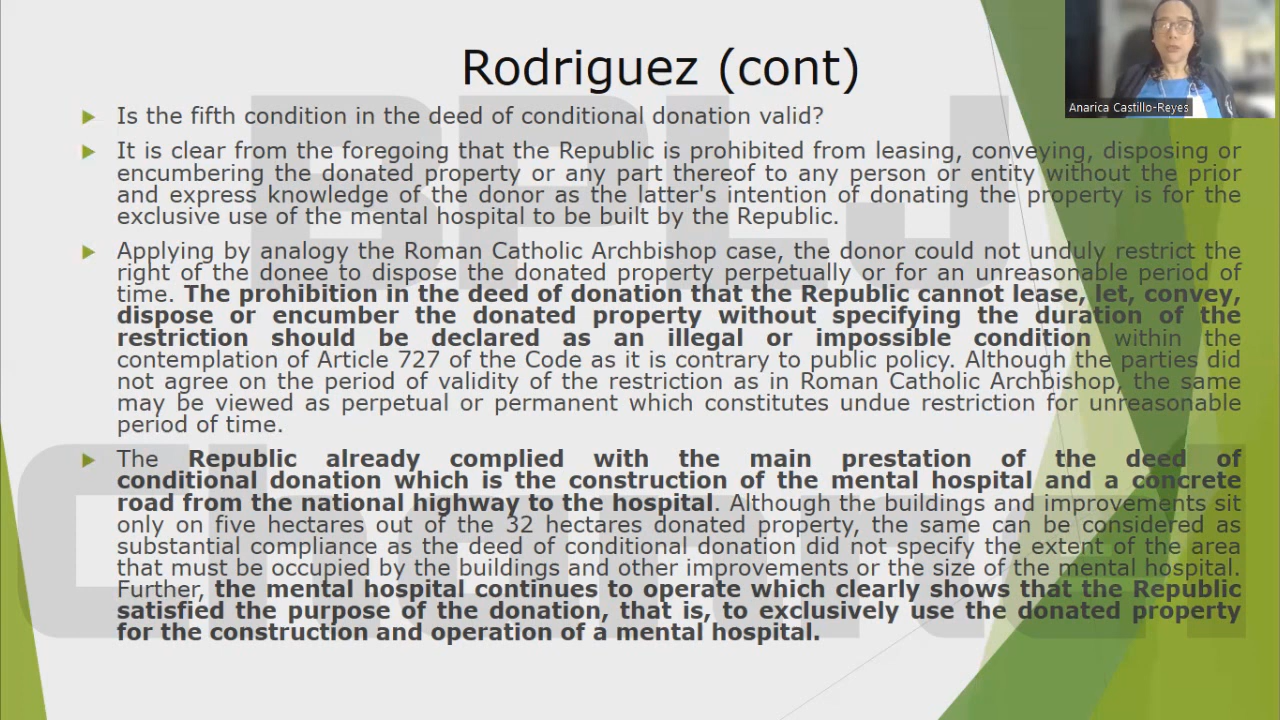 Rodriguez (cont)
Anarica Castillo-Reyes
Is the fifth condition in the deed of conditional donation valid?
It is clear from the foregoing that the Republic is prohibited from leasing, conveying, disposing or
encumbering the donated property or any part thereof to any person or entity without the prior
and express knowledge of the donor as the latter's intention of donating the property is for the
exclusive use of the mental hospital to be built by the Republic.
Applying by analogy the Roman Catholic Archbishop case, the donor could not unduly restrict the
right of the donee to dispose the donated property perpetually or for an unreasonable period of
time. The prohibition in the deed of donation that the Republic cannot lease, let, convey,
dispose or encumber the donated property without specifying the duration of the
restriction should be declared as an illegal or impossible condition within the
contemplation of Article 727 of the Code as it is contrary to public policy. Although the parties did
not agree on the period of validity of the restriction as in Roman Catholic Archbishop, the same
may be viewed as perpetual or permanent which constitutes undue restriction for unreasonable
period of time.
The Republic already complied with the main prestation of the deed of
conditional donation which is the construction of the mental hospital and a concrete
road from the national highway to the hospital. Although the buildings and improvements sit
only on five hectares out of the 32 hectares donated property, the same can be considered as
substantial compliance as the deed of conditional donation did not specify the extent of the area
that must be occupied by the buildings and other improvements or the size of the mental hospital.
Further, the mental hospital continues to operate which clearly shows that the Republic
satisfied the purpose of the donation, that is, to exclusively use the donated property
for the construction and operation of a mental hospital.
BPLJ
Channel